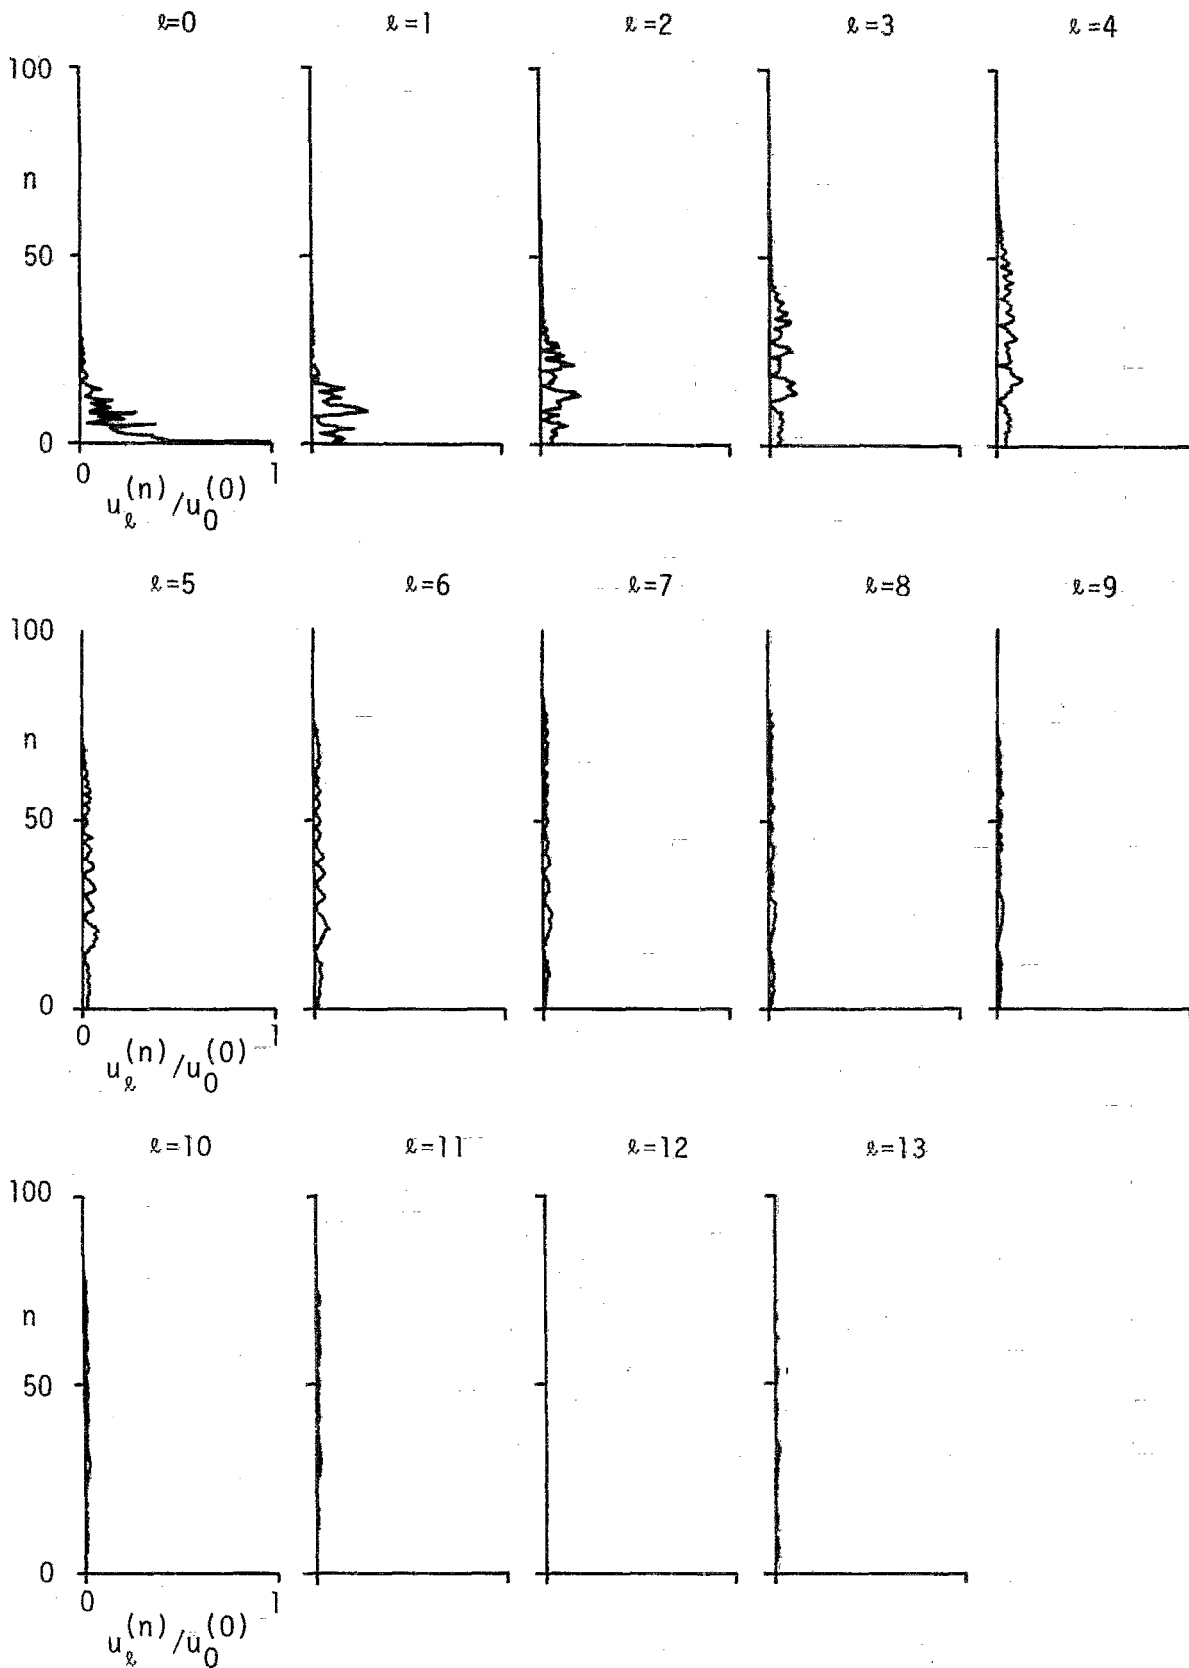 ℓ=0 ℓ=1 ℓ=2 ℓ=3 ℓ=4
100
n
50
0
0 1
u_ℓ^(n)/u_0^(0)
ℓ=5 ℓ=6 ℓ=7 ℓ=8 ℓ=9
100
n
50
0
0 1
u_ℓ^(n)/u_0^(0)
ℓ=10 ℓ=11 ℓ=12 ℓ=13
100
n
50
0
0 1
u_ℓ^(n)/u_0^(0)